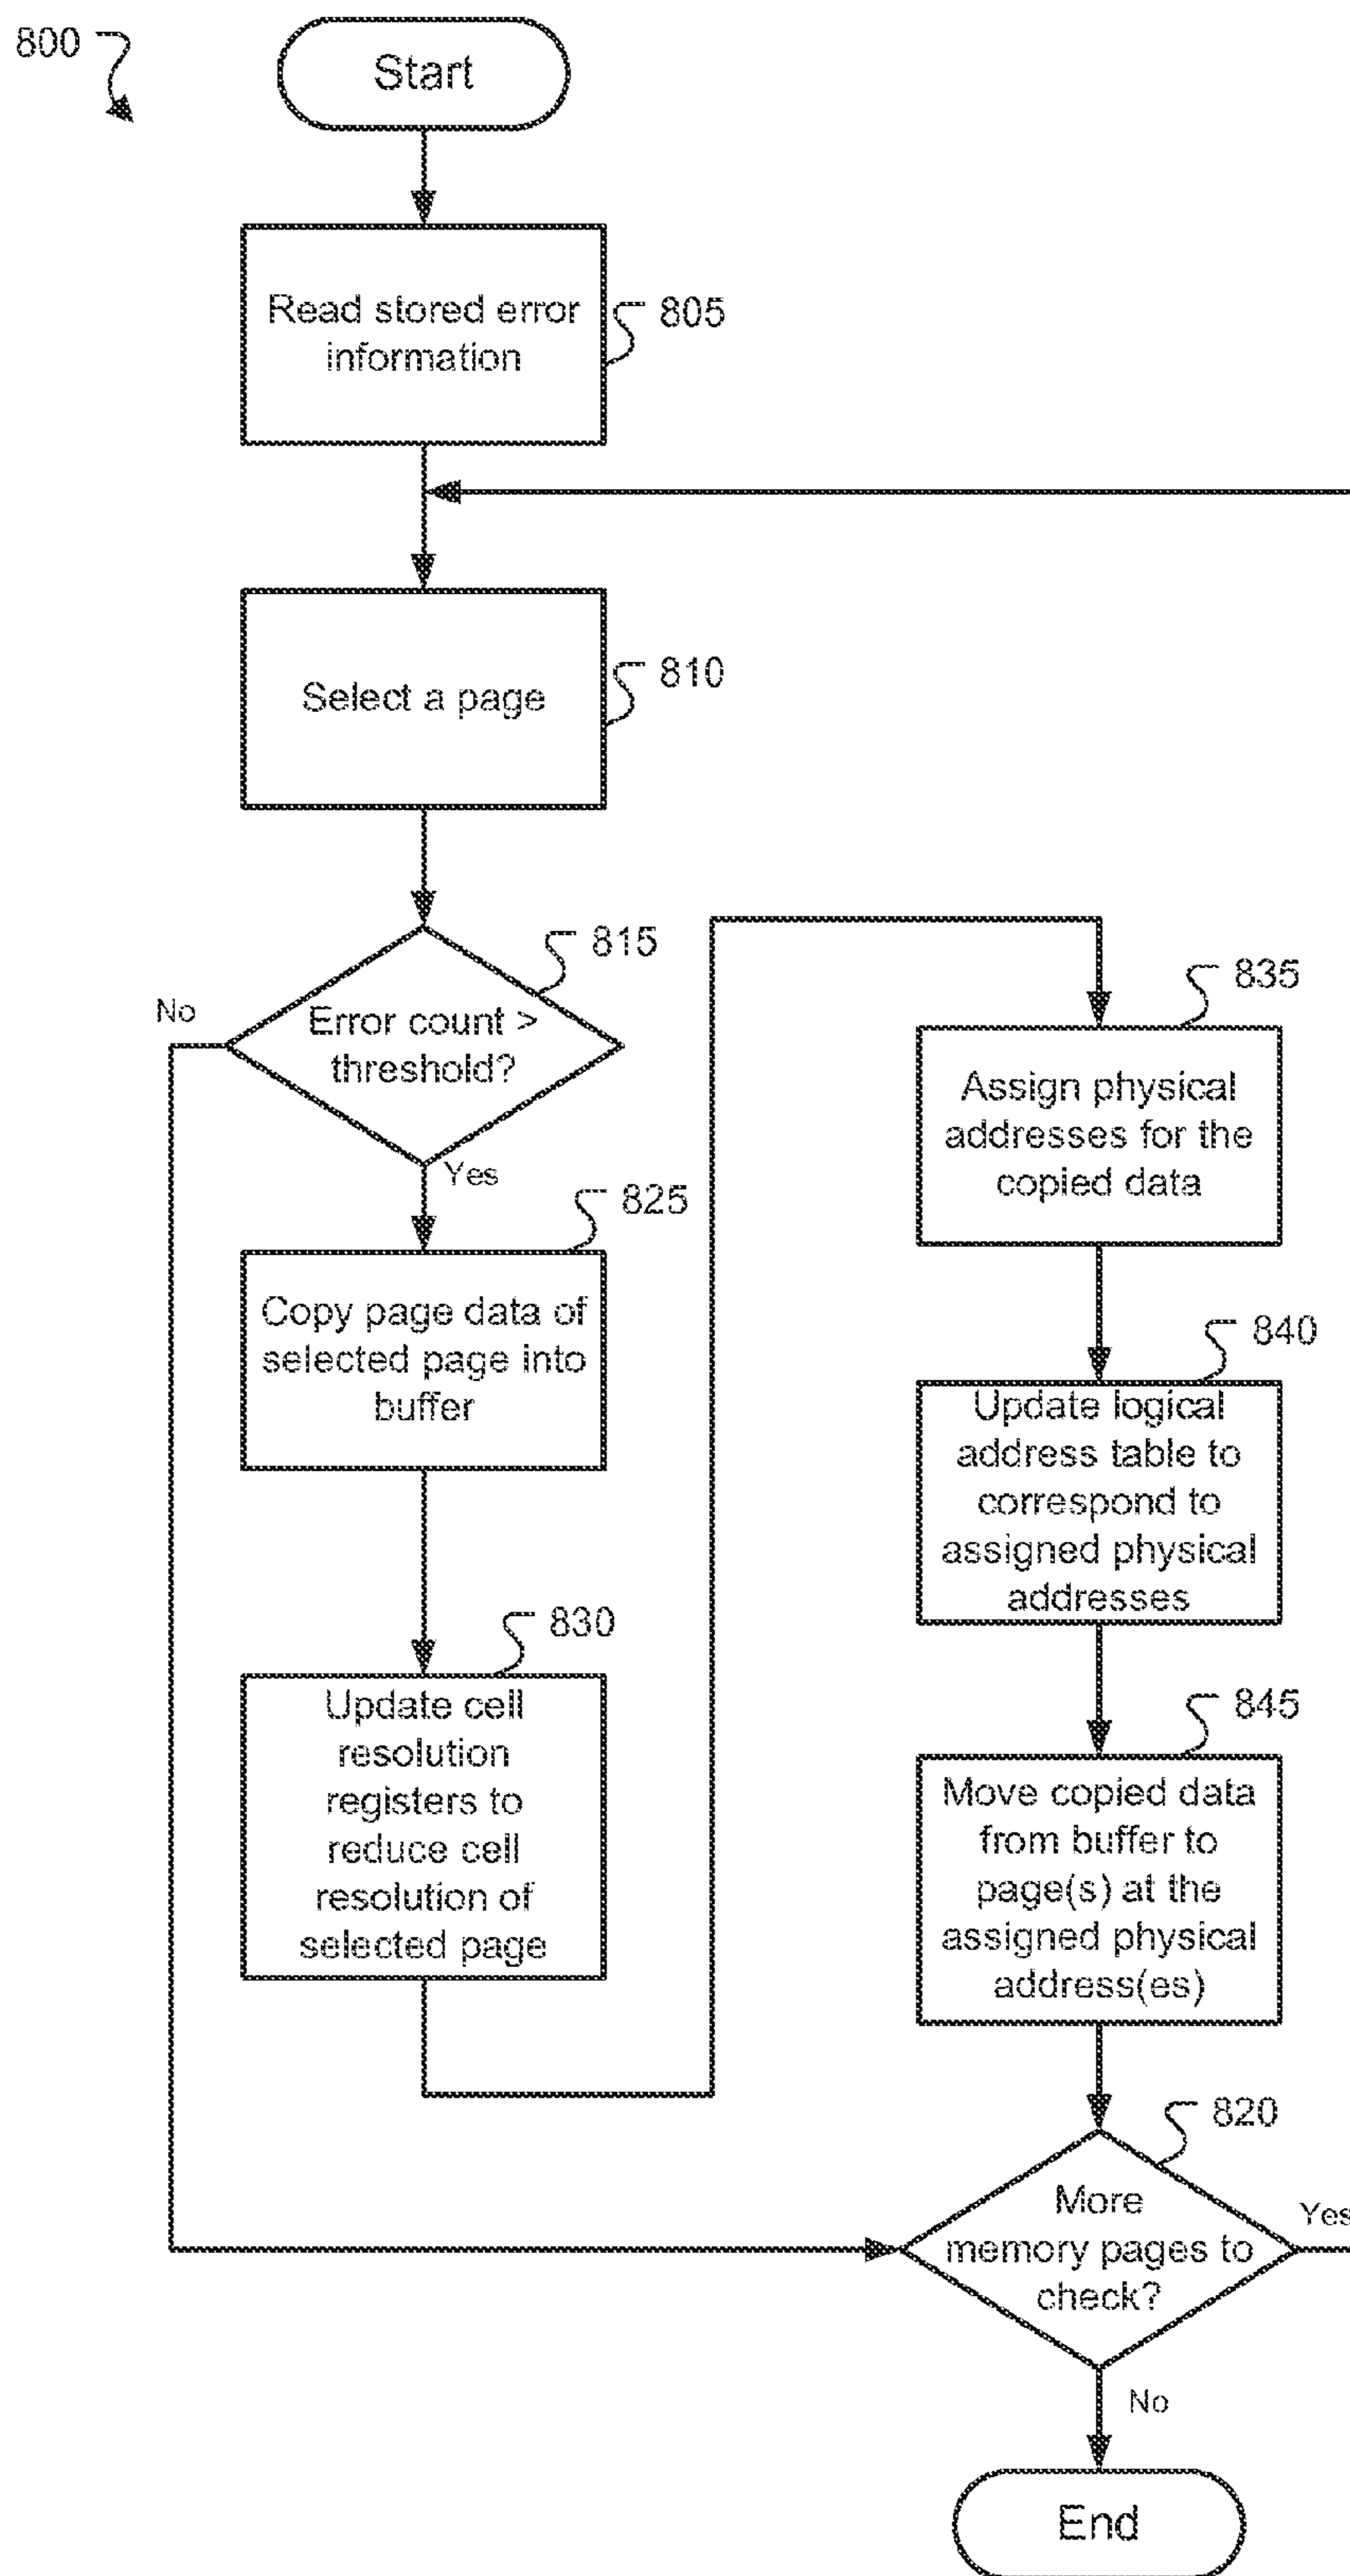 800
Start
Read stored error
information
805
Select a page
810
815
Error count >
threshold?
No
Yes
825
Copy page data of
selected page into
buffer
830
Update cell
resolution
registers to
reduce cell
resolution of
selected page
835
Assign physical
addresses for the
copied data
840
Update logical
address table to
correspond to
assigned physical
addresses
845
Move copied data
from buffer to
page(s) at the
assigned physical
address(es)
820
More
memory pages to
check?
Yes
No
End